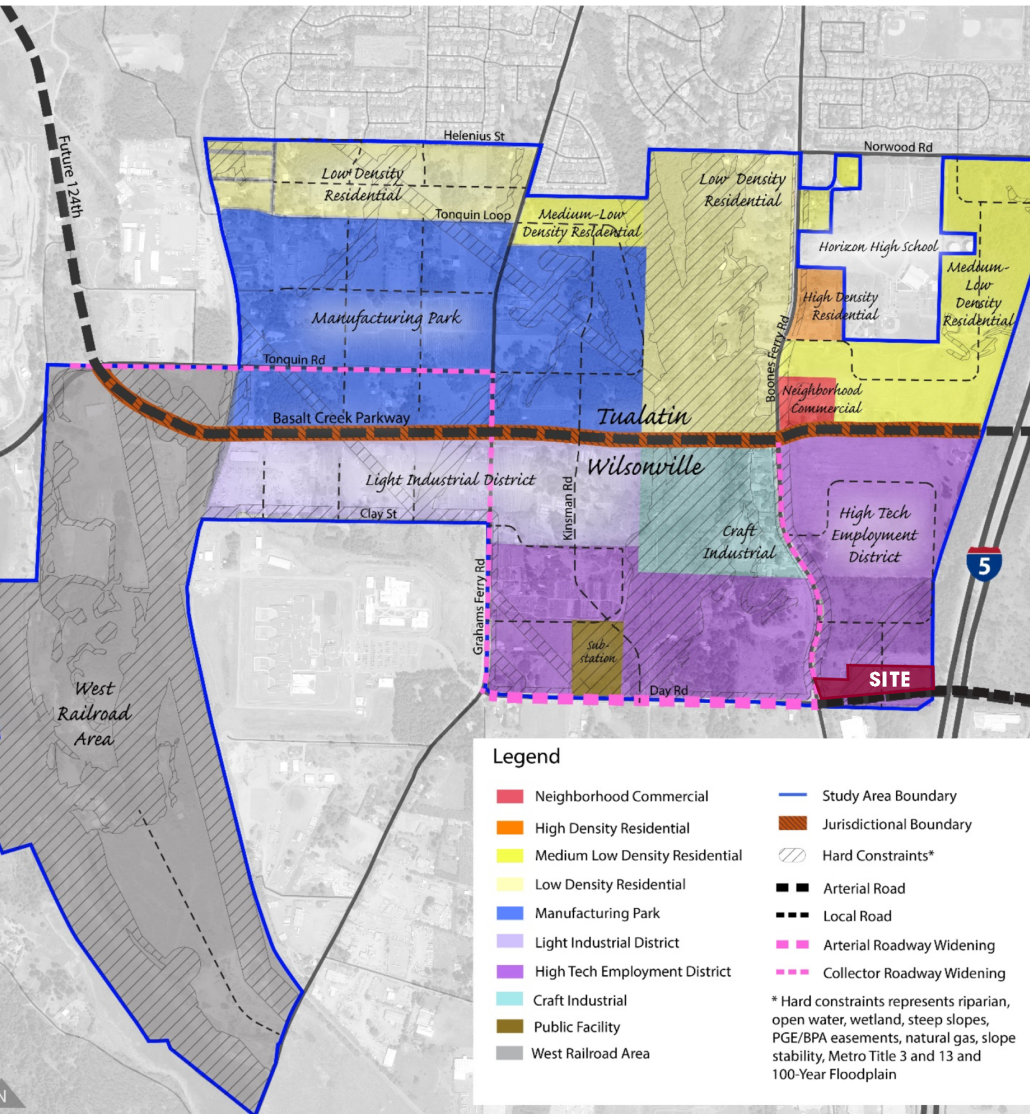 Helenius St
Norwood Rd
Future 124th
Low Density
Residential
Low Density
Residential
Tonquin Loop
Medium-Low
Density Residential
Horizon High School
Medium-
Low
Density
Residential
High Density
Residential
Manufacturing Park
Boones Ferry Rd
Tonquin Rd
Neighborhood
Commercial
Basalt Creek Parkway
Tualatin
Wilsonville
Light Industrial District
Kinsman Rd
Clay St
Craft
Industrial
High Tech
Employment
District
5
Grahams Ferry Rd
Sub-
station
SITE
Day Rd
West
Railroad
Area
Legend
Neighborhood Commercial
High Density Residential
Medium Low Density Residential
Low Density Residential
Manufacturing Park
Light Industrial District
High Tech Employment District
Craft Industrial
Public Facility
West Railroad Area
Study Area Boundary
Jurisdictional Boundary
Hard Constraints*
Arterial Road
Local Road
Arterial Roadway Widening
Collector Roadway Widening
* Hard constraints represents riparian,
open water, wetland, steep slopes,
PGE/BPA easements, natural gas, slope
stability, Metro Title 3 and 13 and
100-Year Floodplain
N